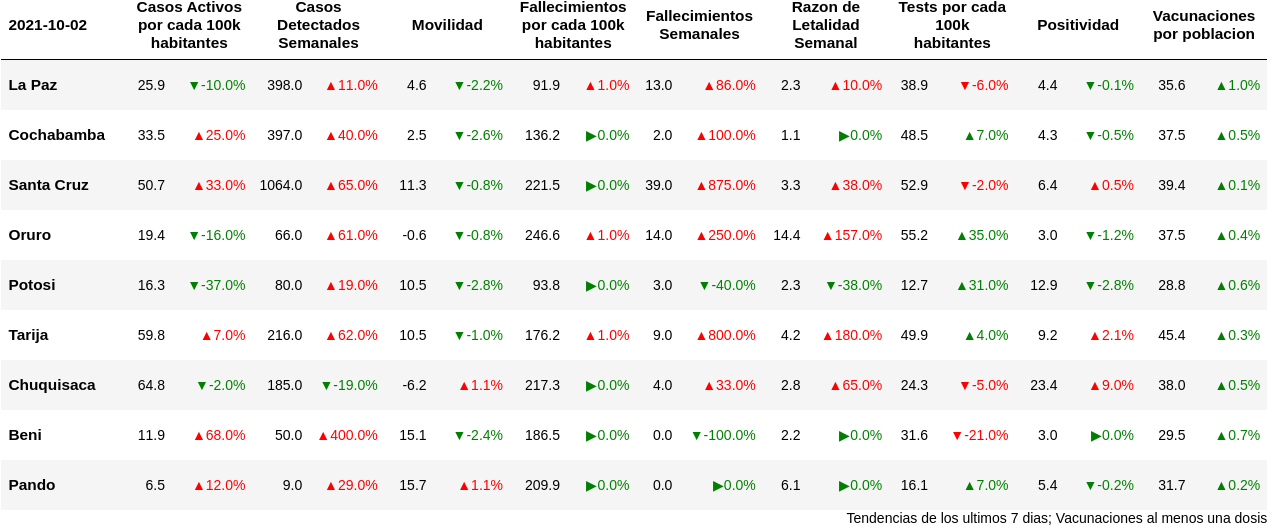 2021-10-02 Casos Activos por cada 100k habitantes Casos Detectados Semanales Movilidad Fallecimientos por cada 100k habitantes Fallecimientos Semanales Razon de Letalidad Semanal Tests por cada 100k habitantes Positividad Vacunaciones por poblacion
La Paz 25.9 ▼-10.0% 398.0 ▲11.0% 4.6 ▼-2.2% 91.9 ▲1.0% 13.0 ▲86.0% 2.3 ▲10.0% 38.9 ▼-6.0% 4.4 ▼-0.1% 35.6 ▲1.0%
Cochabamba 33.5 ▲25.0% 397.0 ▲40.0% 2.5 ▼-2.6% 136.2 ▶0.0% 2.0 ▲100.0% 1.1 ▶0.0% 48.5 ▲7.0% 4.3 ▼-0.5% 37.5 ▲0.5%
Santa Cruz 50.7 ▲33.0% 1064.0 ▲65.0% 11.3 ▼-0.8% 221.5 ▶0.0% 39.0 ▲875.0% 3.3 ▲38.0% 52.9 ▼-2.0% 6.4 ▲0.5% 39.4 ▲0.1%
Oruro 19.4 ▼-16.0% 66.0 ▲61.0% -0.6 ▼-0.8% 246.6 ▲1.0% 14.0 ▲250.0% 14.4 ▲157.0% 55.2 ▲35.0% 3.0 ▼-1.2% 37.5 ▲0.4%
Potosi 16.3 ▼-37.0% 80.0 ▲19.0% 10.5 ▼-2.8% 93.8 ▶0.0% 3.0 ▼-40.0% 2.3 ▼-38.0% 12.7 ▲31.0% 12.9 ▼-2.8% 28.8 ▲0.6%
Tarija 59.8 ▲7.0% 216.0 ▲62.0% 10.5 ▼-1.0% 176.2 ▲1.0% 9.0 ▲800.0% 4.2 ▲180.0% 49.9 ▲4.0% 9.2 ▲2.1% 45.4 ▲0.3%
Chuquisaca 64.8 ▼-2.0% 185.0 ▼-19.0% -6.2 ▲1.1% 217.3 ▶0.0% 4.0 ▲33.0% 2.8 ▲65.0% 24.3 ▼-5.0% 23.4 ▲9.0% 38.0 ▲0.5%
Beni 11.9 ▲68.0% 50.0 ▲400.0% 15.1 ▼-2.4% 186.5 ▶0.0% 0.0 ▼-100.0% 2.2 ▶0.0% 31.6 ▼-21.0% 3.0 ▶0.0% 29.5 ▲0.7%
Pando 6.5 ▲12.0% 9.0 ▲29.0% 15.7 ▲1.1% 209.9 ▶0.0% 0.0 ▶0.0% 6.1 ▶0.0% 16.1 ▲7.0% 5.4 ▼-0.2% 31.7 ▲0.2%
Tendencias de los ultimos 7 dias; Vacunaciones al menos una dosis